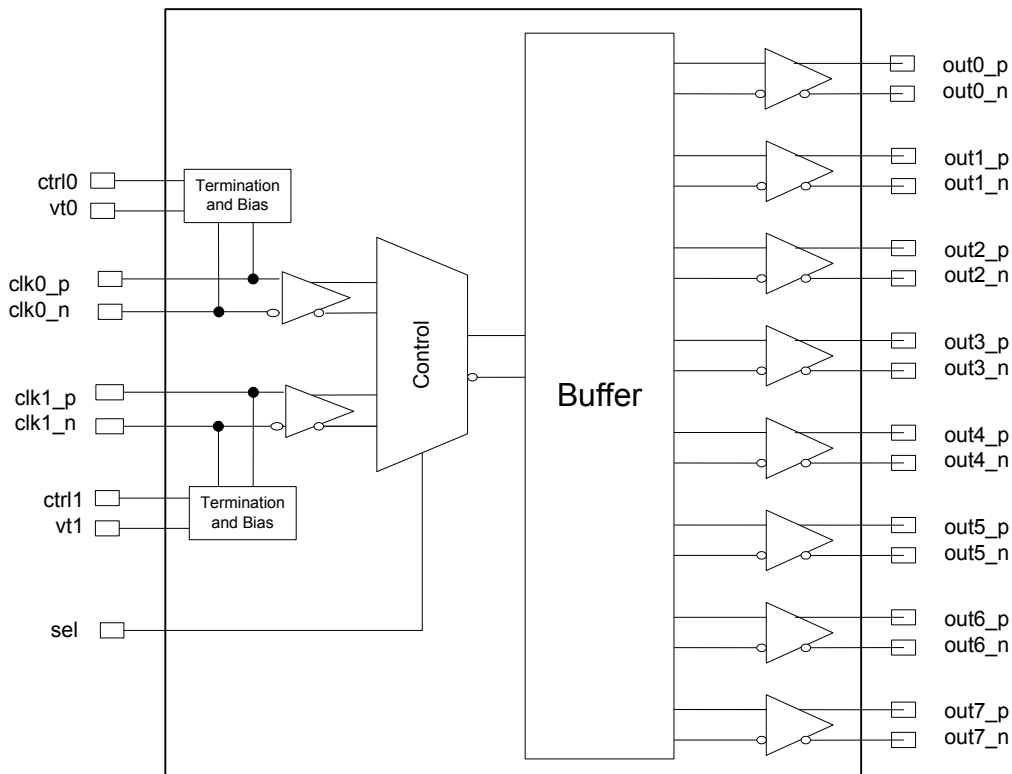 ctrl0
vt0
Termination
and Bias
clk0_p
clk0_n
clk1_p
clk1_n
ctrl1
vt1
Termination
and Bias
sel
Control
Buffer
out0_p
out0_n
out1_p
out1_n
out2_p
out2_n
out3_p
out3_n
out4_p
out4_n
out5_p
out5_n
out6_p
out6_n
out7_p
out7_n